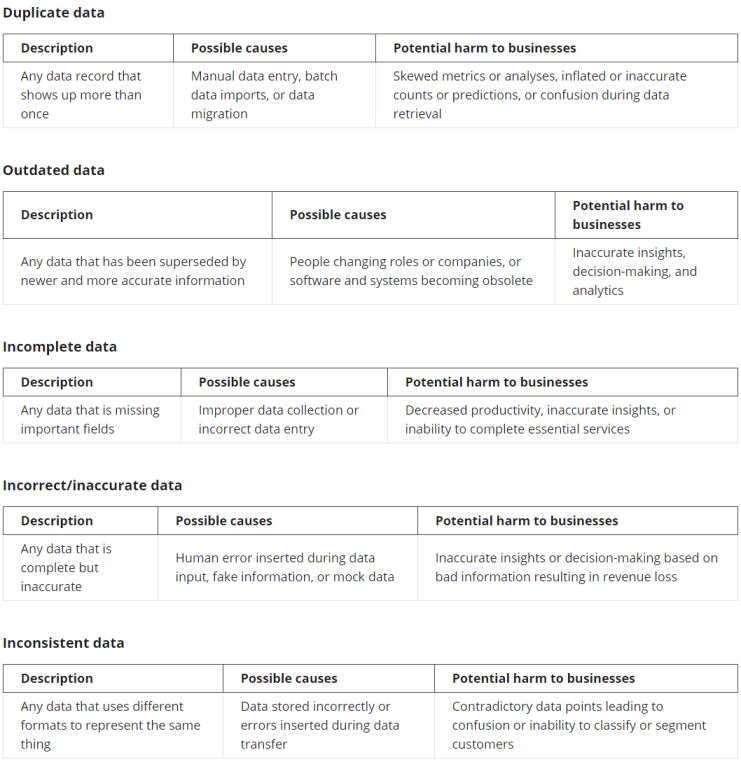 Duplicate data
Description Possible causes Potential harm to businesses
Any data record that
shows up more than
once
Manual data entry, batch
data imports, or data
migration
Skewed metrics or analyses, inflated or inaccurate
counts or predictions, or confusion during data
retrieval
Outdated data
Description Possible causes Potential harm to
businesses
Any data that has been superseded by
newer and more accurate information
People changing roles or companies, or
software and systems becoming obsolete
Inaccurate insights,
decision-making, and
analytics
Incomplete data
Description Possible causes Potential harm to businesses
Any data that is missing
important fields
Improper data collection or
incorrect data entry
Decreased productivity, inaccurate insights, or
inability to complete essential services
Incorrect/inaccurate data
Description Possible causes Potential harm to businesses
Any data that is
complete but
inaccurate
Human error inserted during data
input, fake information, or mock data
Inaccurate insights or decision-making based on
bad information resulting in revenue loss
Inconsistent data
Description Possible causes Potential harm to businesses
Any data that uses different
formats to represent the same
thing
Data stored incorrectly or
errors inserted during data
transfer
Contradictory data points leading to
confusion or inability to classify or segment
customers